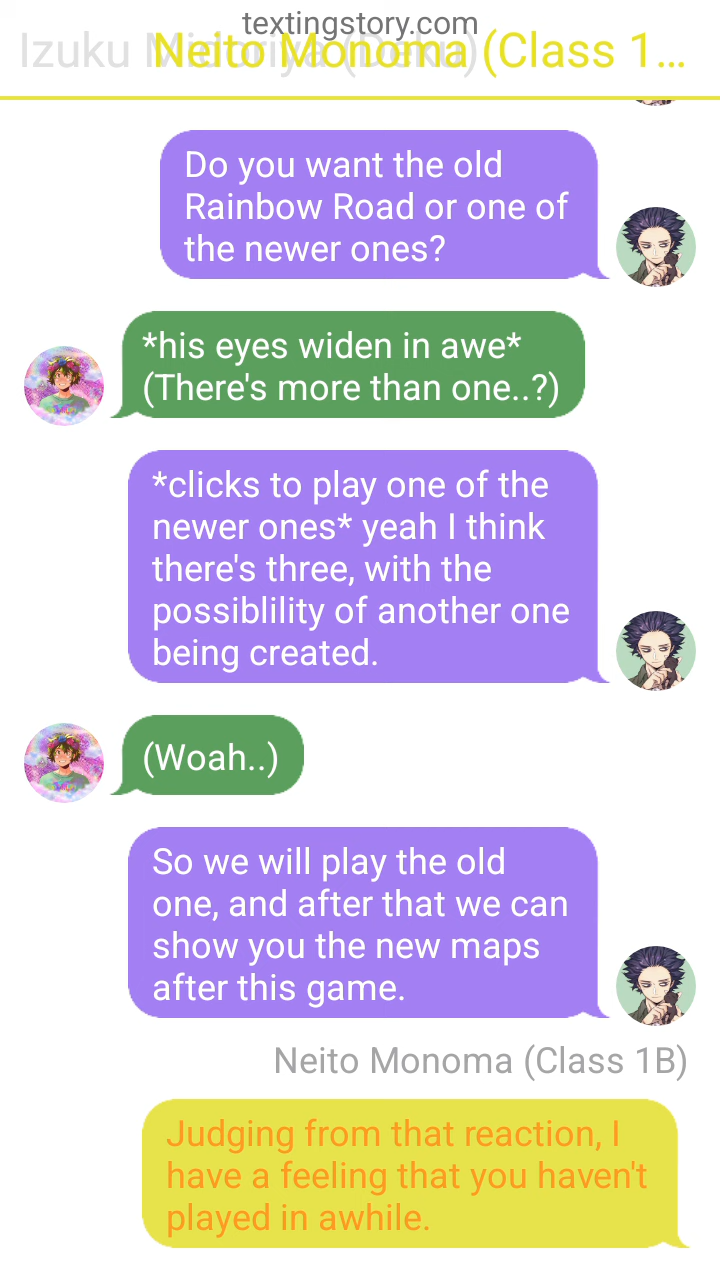 textingstory.com
Izuku Midoriya (Deku)
Neito Monoma (Class 1...
Do you want the old
Rainbow Road or one of
the newer ones?
*his eyes widen in awe*
(There's more than one..?)
*clicks to play one of the
newer ones* yeah I think
there's three, with the
possiblility of another one
being created.
(Woah..)
So we will play the old
one, and after that we can
show you the new maps
after this game.
Neito Monoma (Class 1B)
Judging from that reaction, I
have a feeling that you haven't
played in awhile.